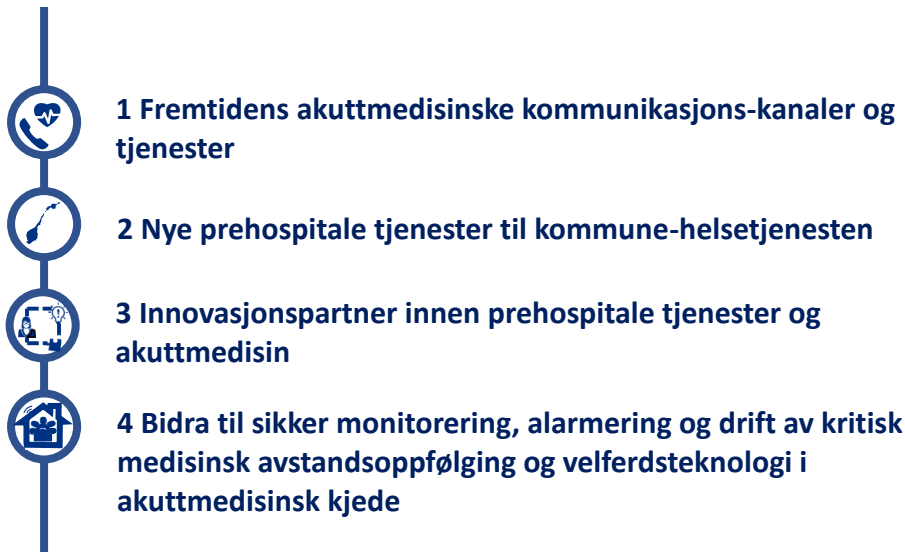 1 Fremtidens akuttmedisinske kommunikasjons-kanaler og
tjenester
2 Nye prehospitale tjenester til kommune-helsetjenesten
3 Innovasjonspartner innen prehospitale tjenester og
akuttmedisin
4 Bidra til sikker monitorering, alarmering og drift av kritisk
medisinsk avstandsoppfølging og velferdsteknologi i
akuttmedisinsk kjede